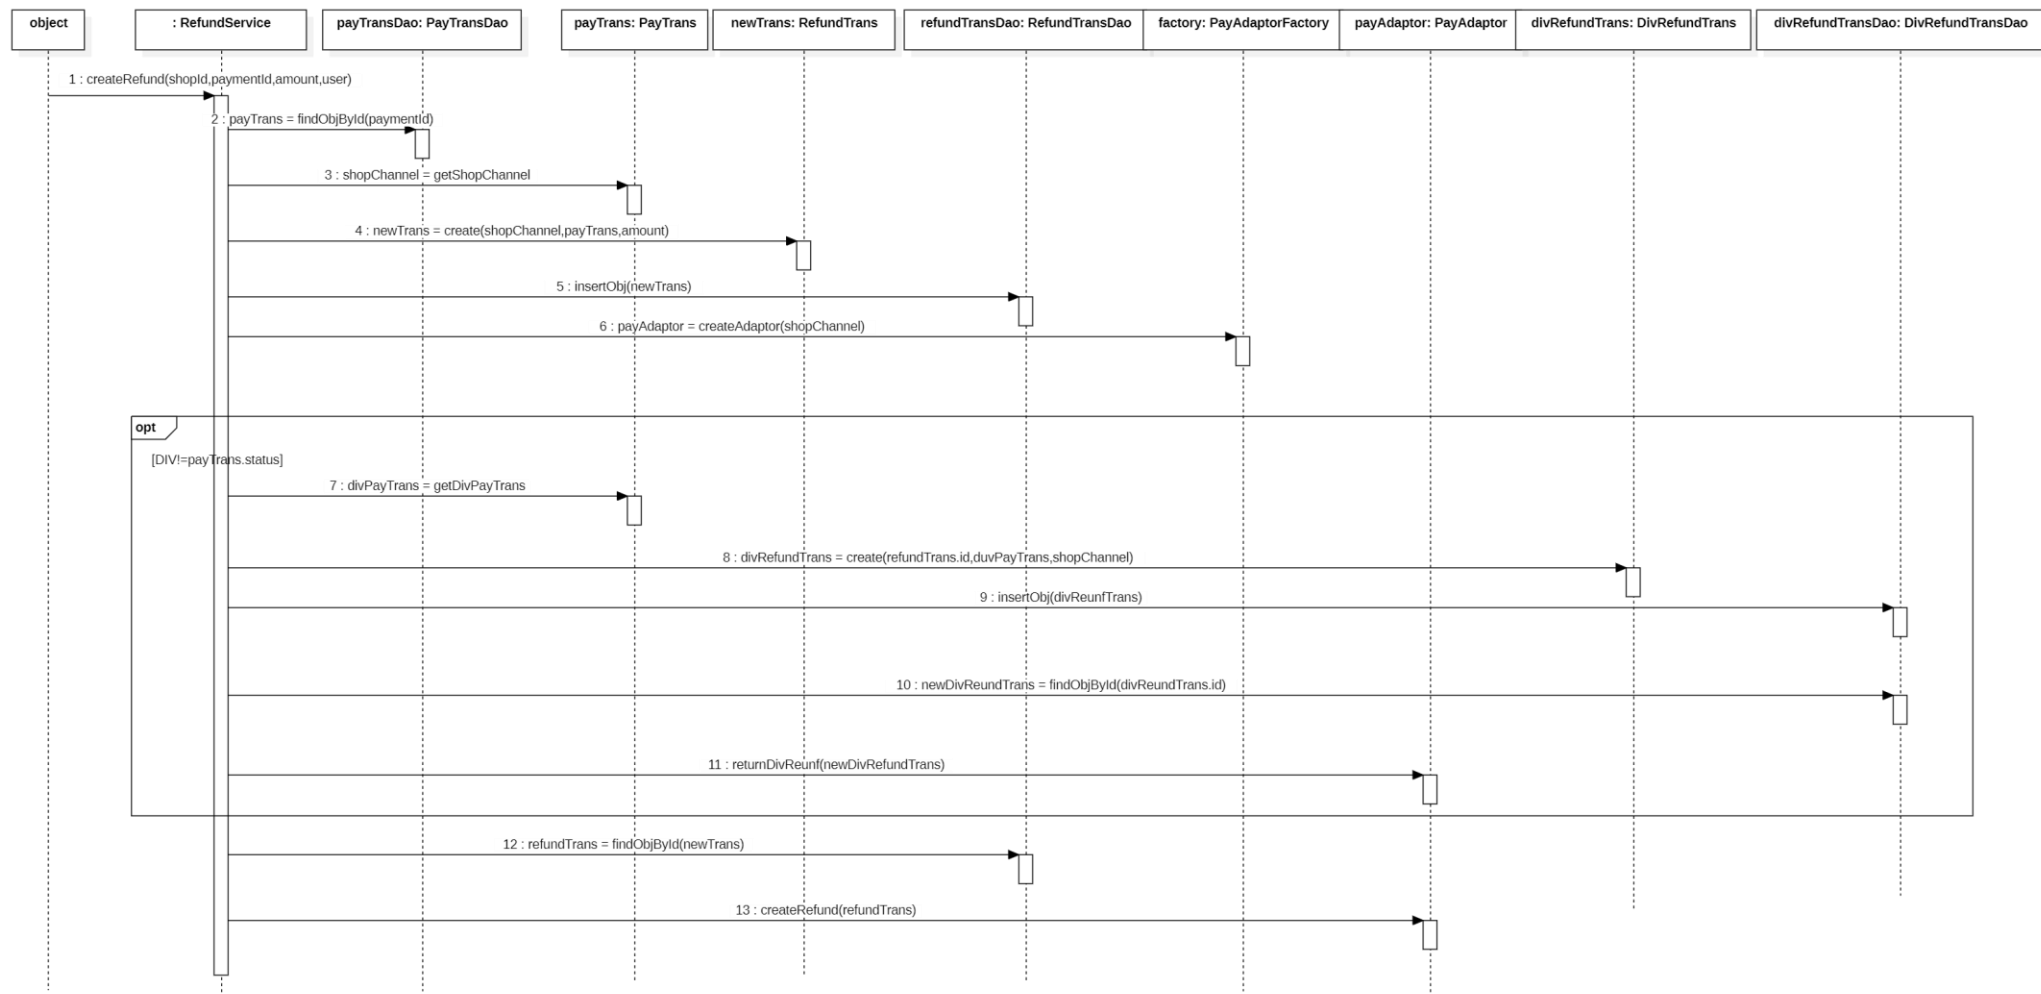 object
: RefundService
payTransDao: PayTransDao
payTrans: PayTrans
newTrans: RefundTrans
refundTransDao: RefundTransDao
factory: PayAdaptorFactory
payAdaptor: PayAdaptor
divRefundTrans: DivRefundTrans
divRefundTransDao: DivRefundTransDao
1 : createRefund(shopId,paymentId,amount,user)
2 : payTrans = findObjById(paymentId)
3 : shopChannel = getShopChannel
4 : newTrans = create(shopChannel,payTrans,amount)
5 : insertObj(newTrans)
6 : payAdaptor = createAdaptor(shopChannel)
opt
[DIV!=payTrans.status]
7 : divPayTrans = getDivPayTrans
8 : divRefundTrans = create(refundTrans.id,duvPayTrans,shopChannel)
9 : insertObj(divReunfTrans)
10 : newDivReundTrans = findObjById(divReundTrans.id)
11 : returnDivReunf(newDivRefundTrans)
12 : refundTrans = findObjById(newTrans)
13 : createRefund(refundTrans)